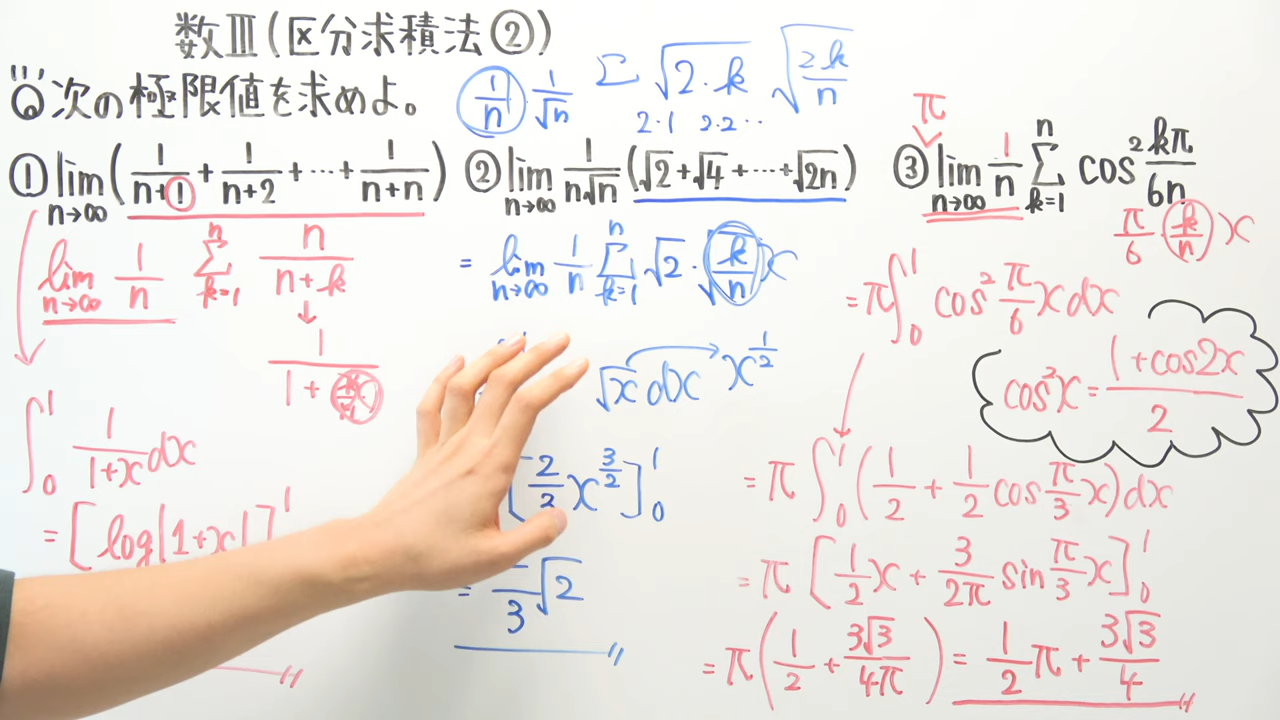 数Ⅲ(区分求積法②)
次の極限値を求めよ。
① lim n→∞ (1/(n+1) + 1/(n+2) + … + 1/(n+n))
lim n→∞ 1/n Σ k=1 n n/(n+k)
↓
1/(1+x)
∫ 0 1 1/(1+x) dx
= [log|1+x|] 1
1/n 1/√n Σ √2・k √(2k/n)
2・1 2・2 ・・
② lim n→∞ 1/(n√n) (√2+√4+…+√2n)
= lim n→∞ 1/n Σ k=1 n √2・√(k/n) x
√x dx x^(1/2)
x^(3/2)] 0 1
= /3 √2
π
③ lim n→∞ 1/n Σ k=1 n cos² kπ/6n
π/6 (k/n) x
= π∫ 0 1 cos² π/6 x dx
cos²x = (1+cos2x)/2
= π∫ 0 1 (1/2 + 1/2 cos π/3 x) dx
= π[1/2 x + 3/2π sin π/3 x] 0 1
= π(1/2 + 3√3/4π) = 1/2 π + 3√3/4